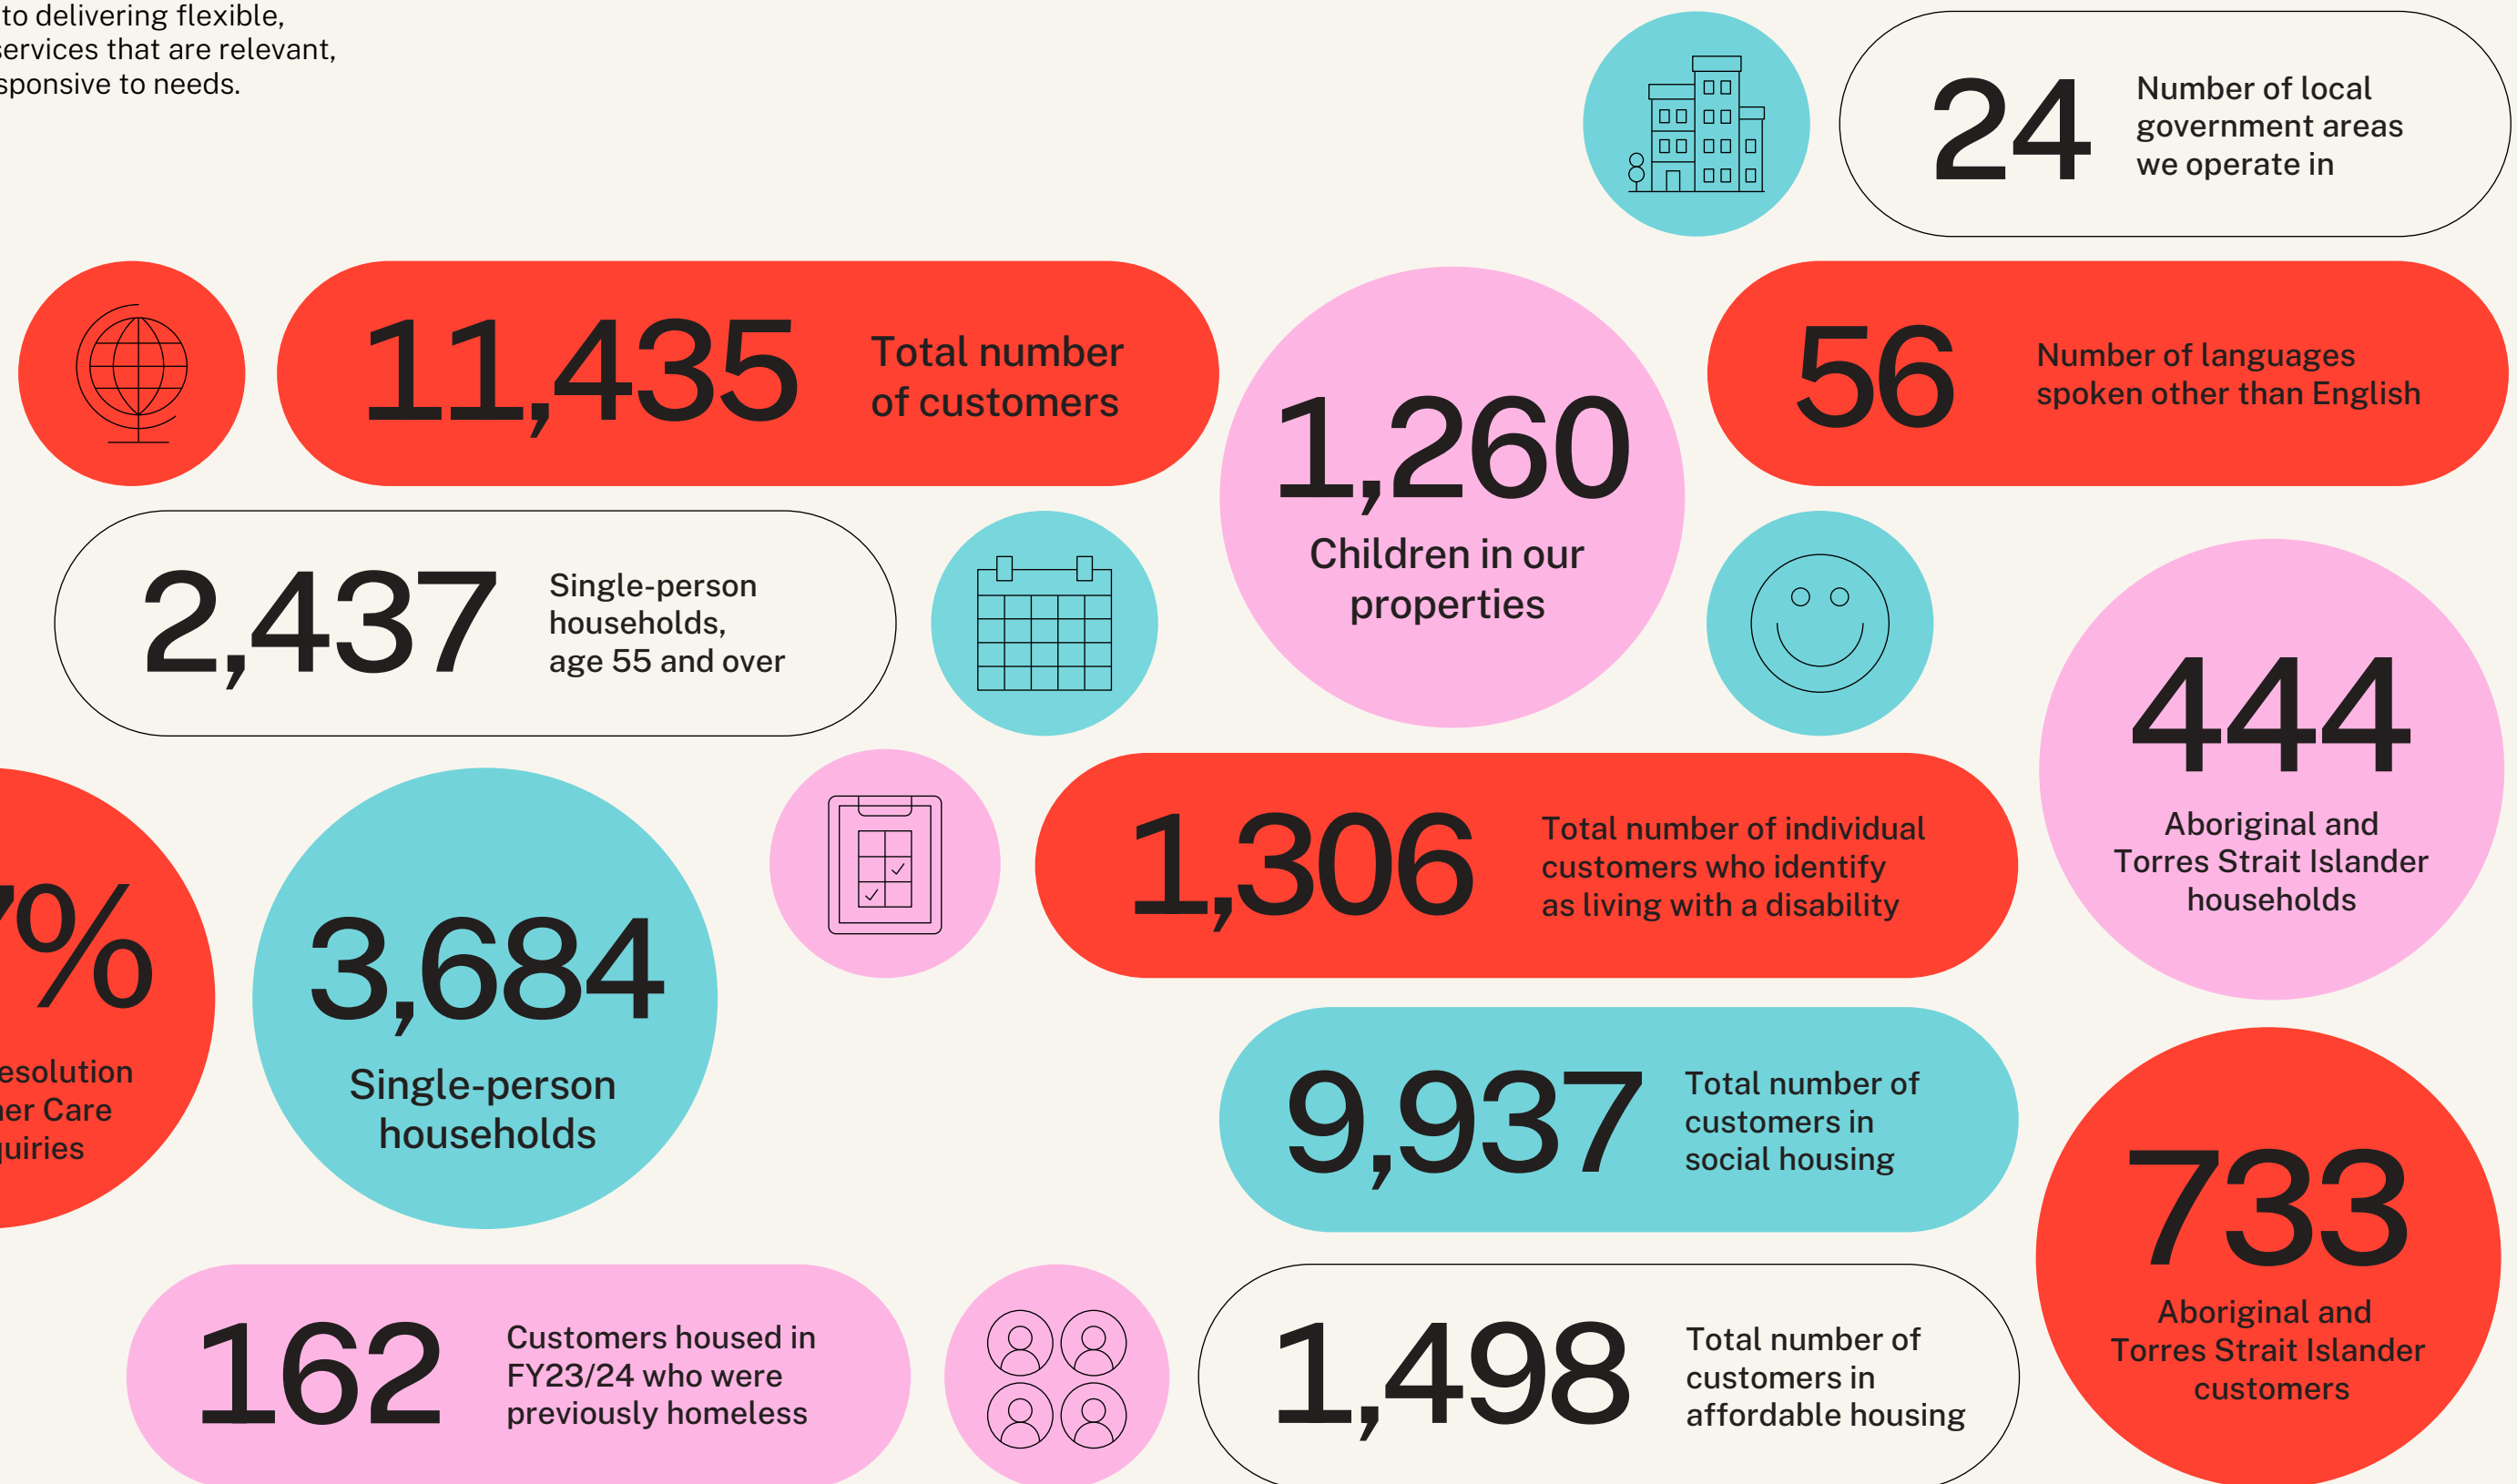 to delivering flexible,
services that are relevant,
responsive to needs.
24
Number of local
government areas
we operate in
11,435
Total number
of customers
1,260
Children in our
properties
56
Number of languages
spoken other than English
2,437
Single-person
households,
age 55 and over
444
Aboriginal and
Torres Strait Islander
households
1,306
Total number of individual
customers who identify
as living with a disability
%
resolution
Care
3,684
Single-person
households
9,937
Total number of
customers in
social housing
733
Aboriginal and
Torres Strait Islander
customers
162
Customers housed in
FY23/24 who were
previously homeless
1,498
Total number of
customers in
affordable housing